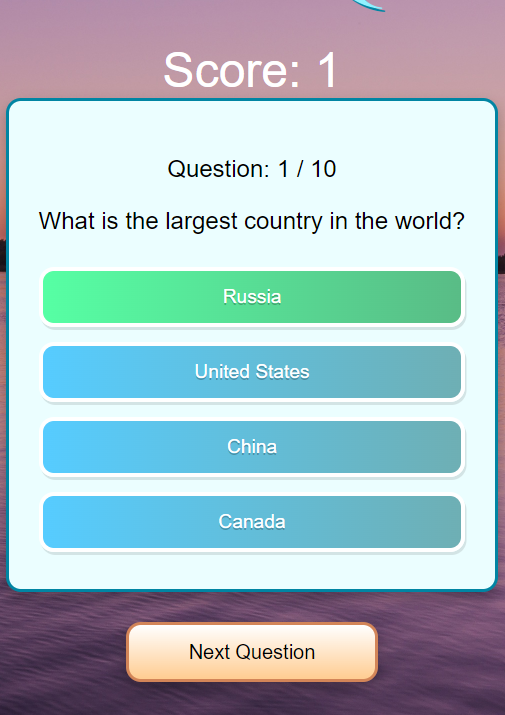 Score: 1
Question: 1 / 10
What is the largest country in the world?
Russia
United States
China
Canada
Next Question